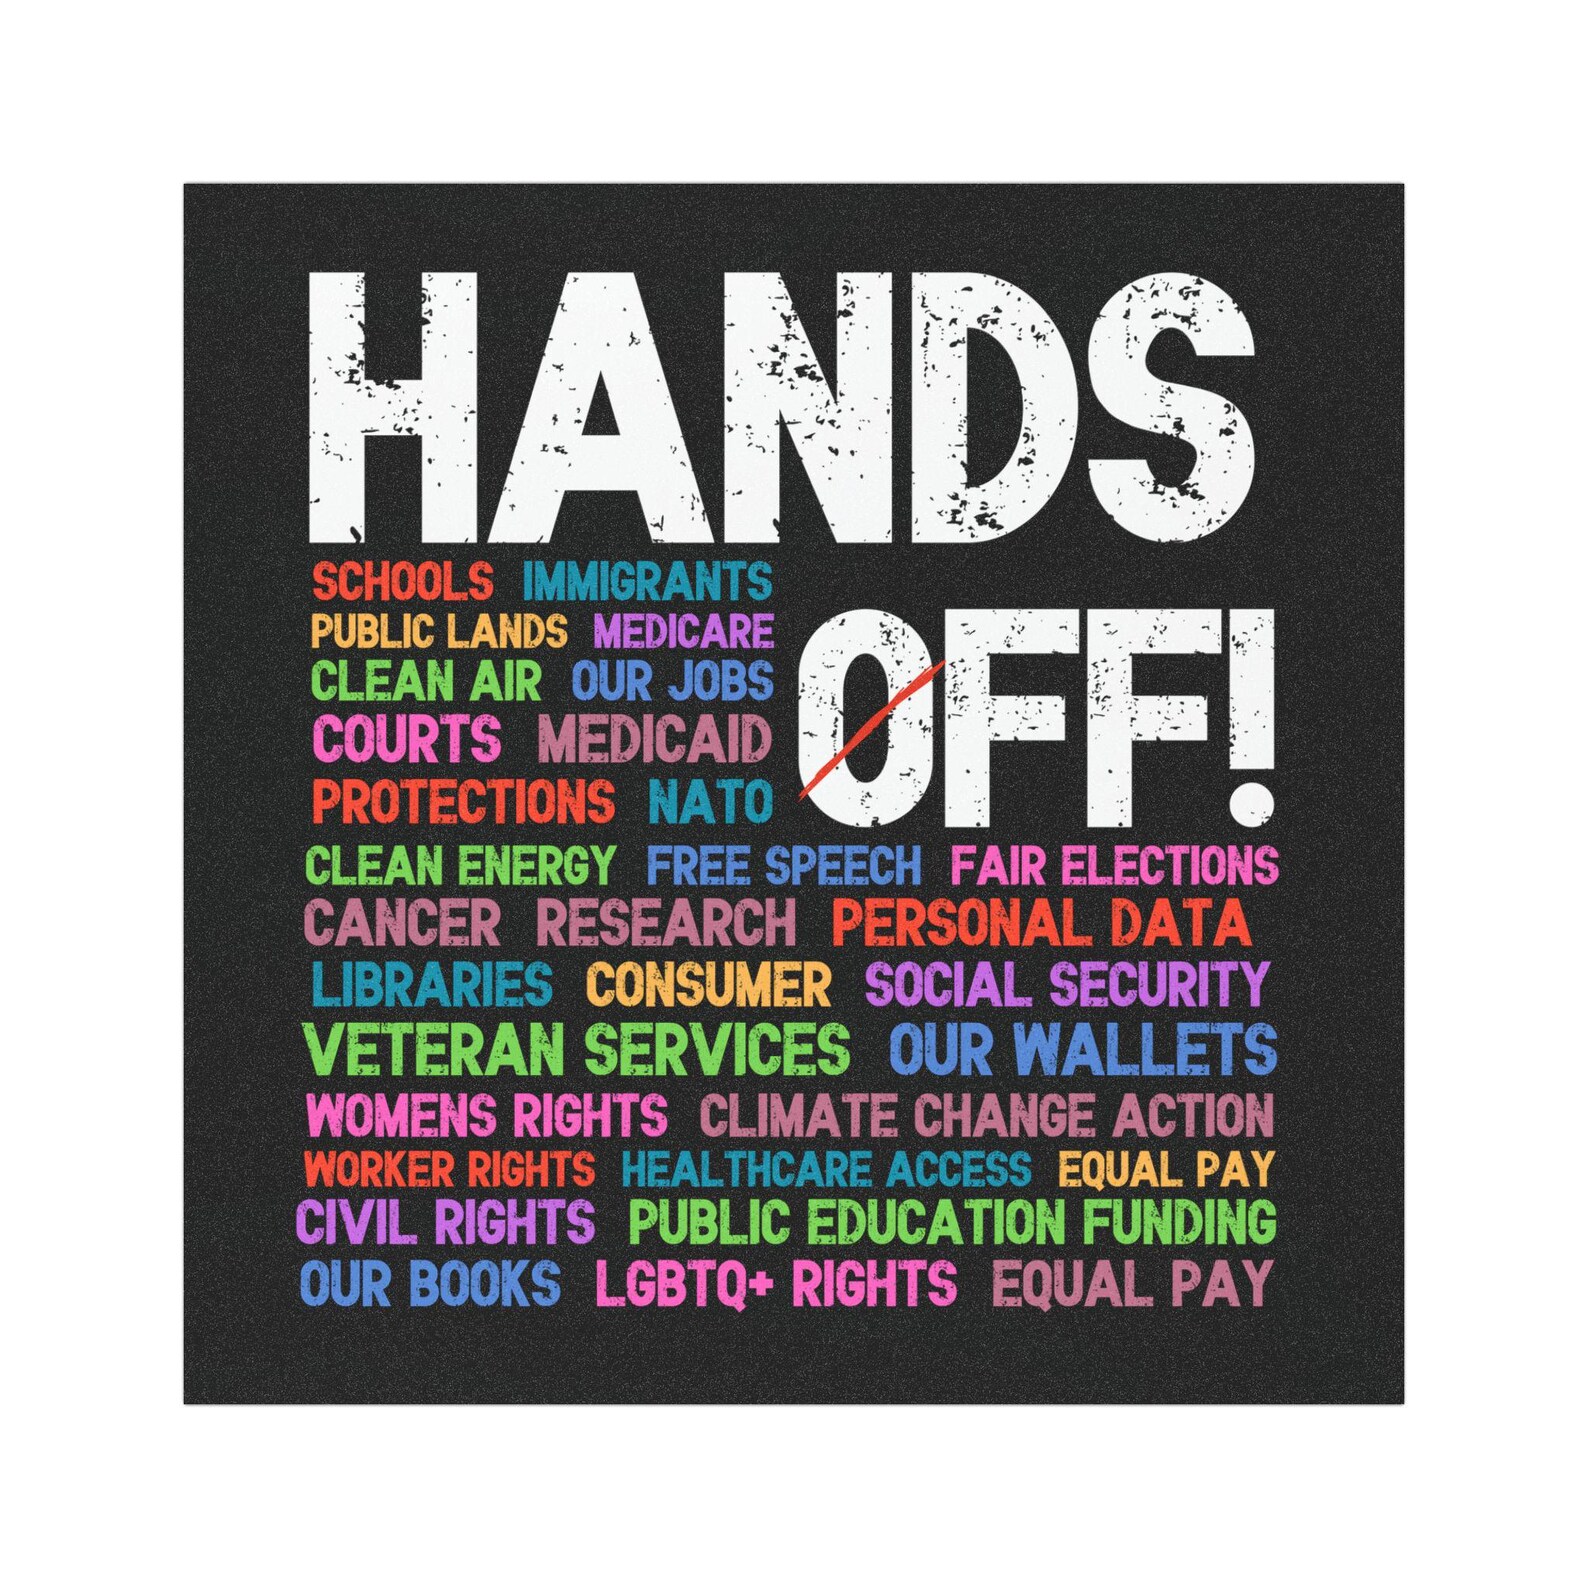 HANDS
SCHOOLS IMMIGRANTS
PUBLIC LANDS MEDICARE
CLEAN AIR OUR JOBS
COURTS MEDICAID
PROTECTIONS NATO
OFF!
CLEAN ENERGY FREE SPEECH FAIR ELECTIONS
CANCER RESEARCH PERSONAL DATA
LIBRARIES CONSUMER SOCIAL SECURITY
VETERAN SERVICES OUR WALLETS
WOMENS RIGHTS CLIMATE CHANGE ACTION
WORKER RIGHTS HEALTHCARE ACCESS EQUAL PAY
CIVIL RIGHTS PUBLIC EDUCATION FUNDING
OUR BOOKS LGBTQ+ RIGHTS EQUAL PAY